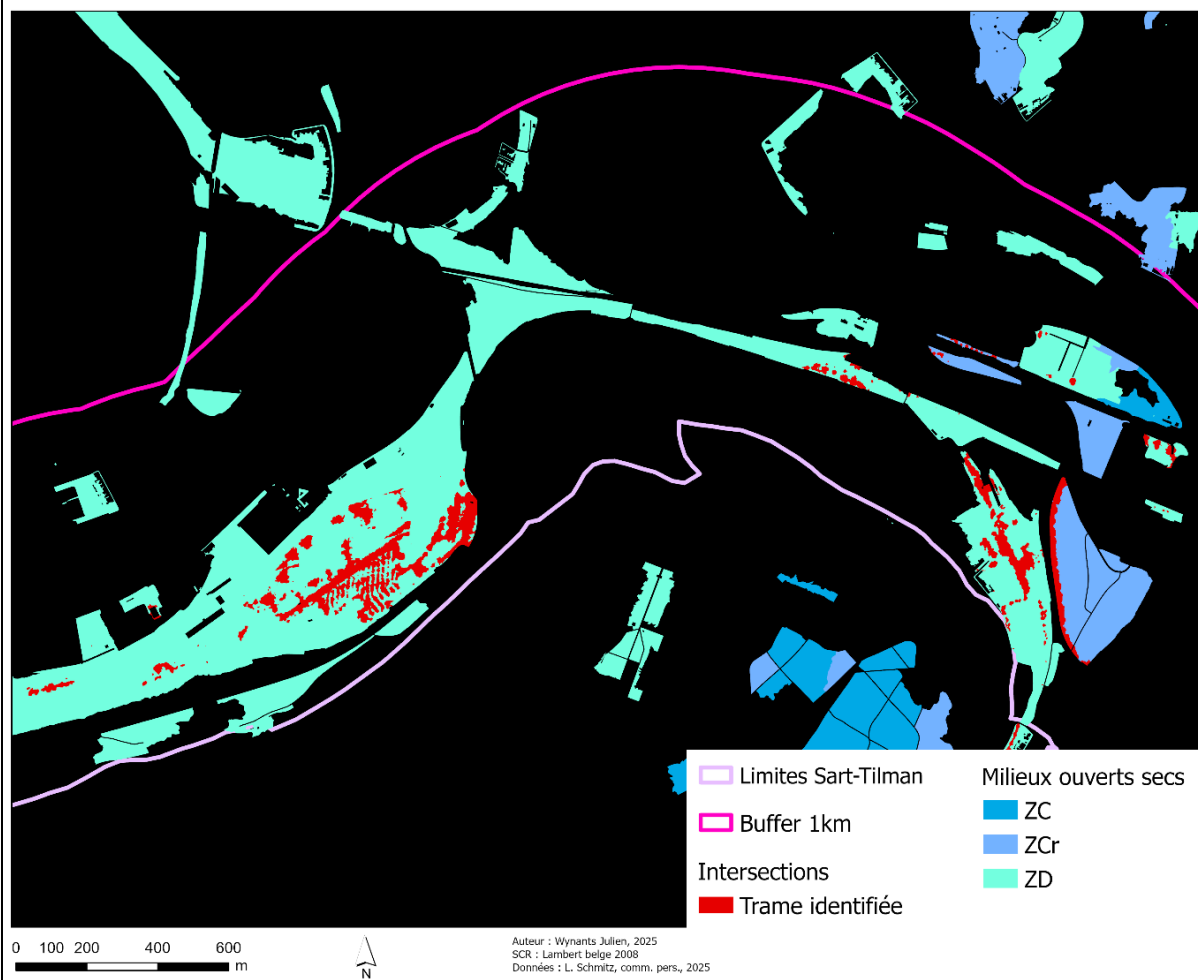 Limites Sart-Tilman
Buffer 1km
Intersections
Trame identifiée
Milieux ouverts secs
ZC
ZCr
ZD
0 100 200 400 600
m
N
Auteur : Wynants Julien, 2025
SCR : Lambert belge 2008
Données : L. Schmitz, comm. pers., 2025